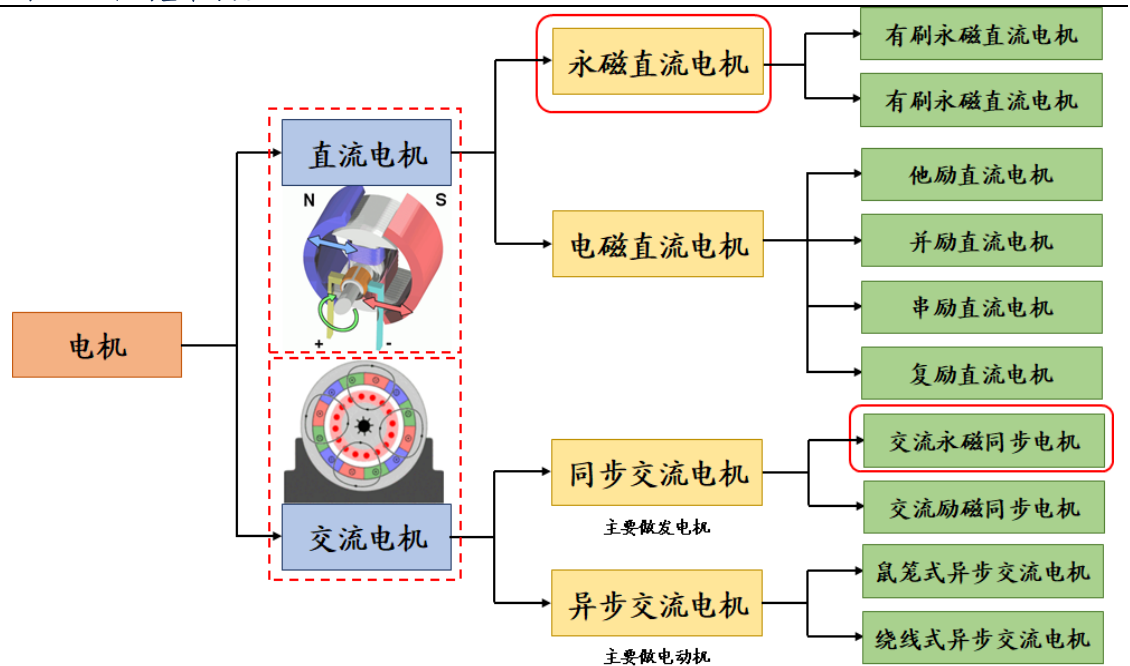 永磁直流电机
有刷永磁直流电机
有刷永磁直流电机
直流电机
N
S
+
-
电磁直流电机
他励直流电机
并励直流电机
串励直流电机
复励直流电机
电机
交流电机
同步交流电机
主要做发电机
交流永磁同步电机
交流励磁同步电机
异步交流电机
主要做电动机
鼠笼式异步交流电机
绕线式异步交流电机